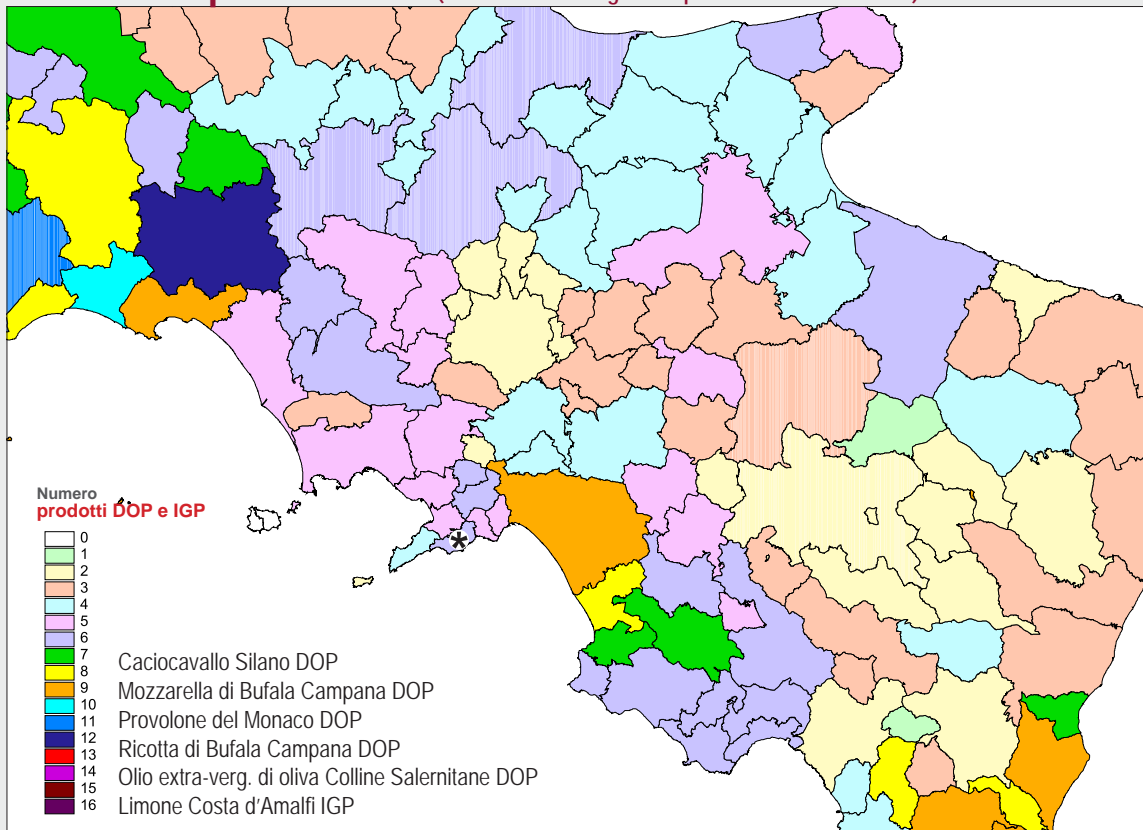 Numero
prodotti DOP e IGP
0
1
2
3
4
5
6
7
8
9
10
11
12
13
14
15
16
Caciocavallo Silano DOP
Mozzarella di Bufala Campana DOP
Provolone del Monaco DOP
Ricotta di Bufala Campana DOP
Olio extra-verg. di oliva Colline Salernitane DOP
Limone Costa d'Amalfi IGP
*